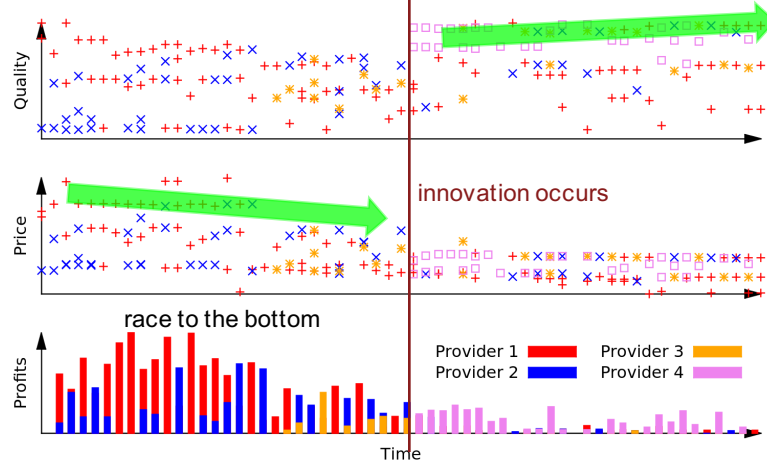 Quality
Price
innovation occurs
race to the bottom
Profits
Provider 1
Provider 3
Provider 2
Provider 4
Time